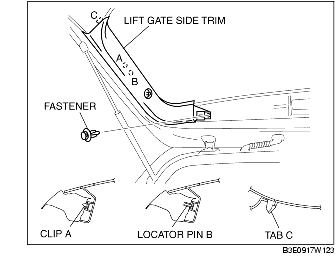 C
LIFT GATE SIDE TRIM
A
B
FASTENER
CLIP A
LOCATOR PIN B
TAB C
B3E0917W123